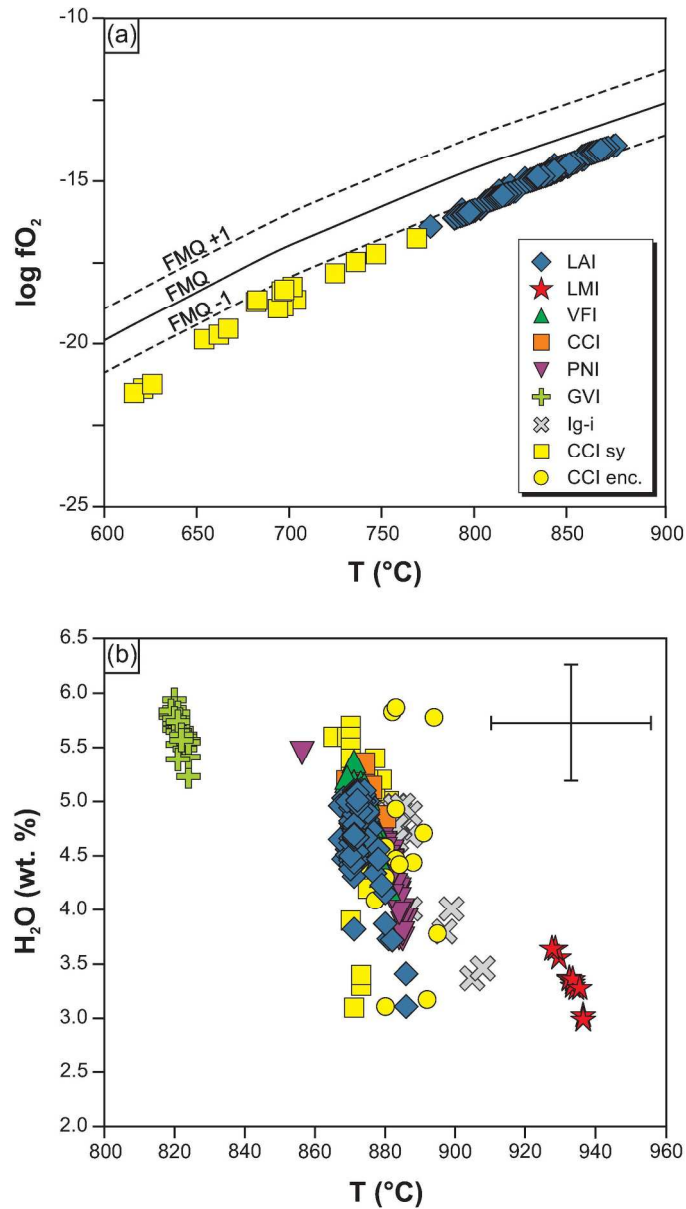 (a)
-10
-15
-20
-25
log fO2
FMQ +1
FMQ
FMQ -1
LAI
LMI
VFI
CCI
PNI
GVI
Ig-i
CCI sy
CCI enc.
600 650 700 750 800 850 900
T (°C)
(b)
6.5
6.0
5.5
5.0
4.5
4.0
3.5
3.0
2.5
2.0
H2O (wt. %)
800 820 840 860 880 900 920 940 960
T (°C)